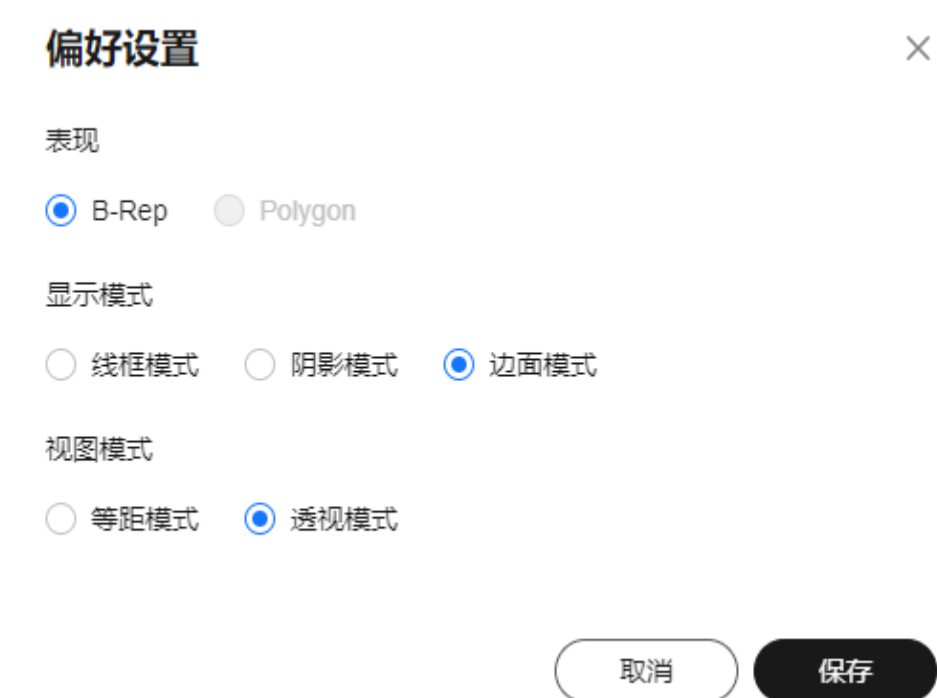 偏好设置
表现
B-Rep Polygon
显示模式
线框模式 阴影模式 边面模式
视图模式
等距模式 透视模式
取消 保存